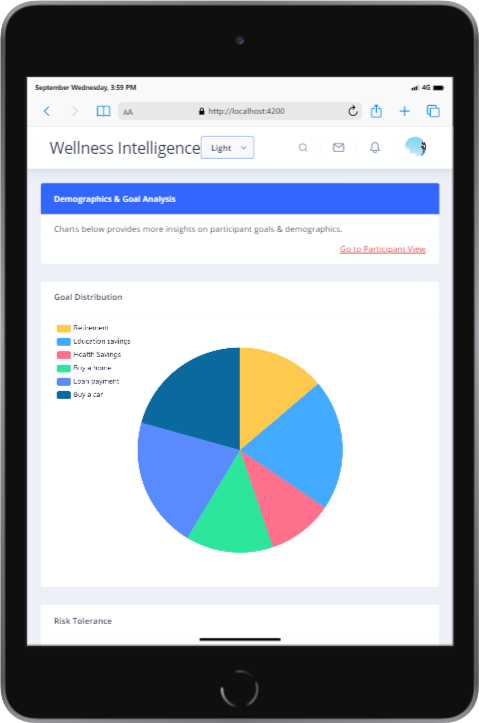 September Wednesday, 3:59 PM 4G
AA http://localhost:4200
Wellness Intelligence Light
Demographics & Goal Analysis
Charts below provides more insights on participant goals & demographics.
Go to Participant View
Goal Distribution
Retirement
Education savings
Health Savings
Buy a home
Loan payment
Buy a car
Risk Tolerance